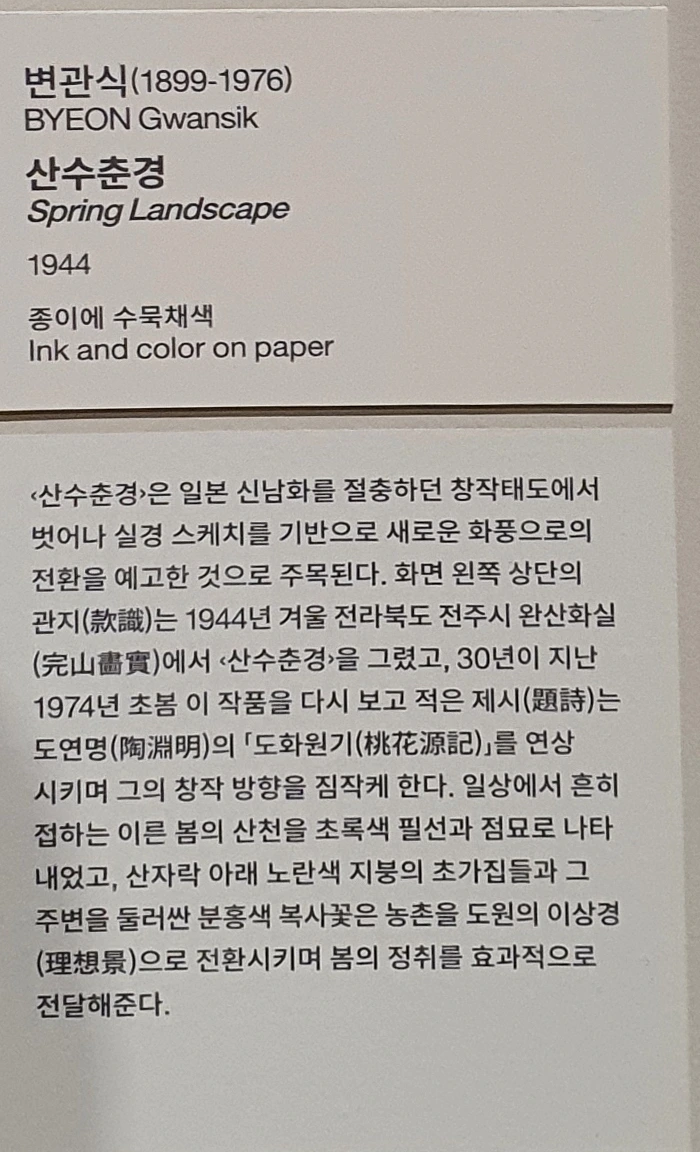 변관식(1899-1976)
BYEON Gwansik
산수춘경
Spring Landscape
1944
종이에 수묵채색
Ink and color on paper
‹산수춘경›은 일본 신남화를 절충하던 창작태도에서
벗어나 실경 스케치를 기반으로 새로운 화풍으로의
전환을 예고한 것으로 주목된다. 화면 왼쪽 상단의
관지(款識)는 1944년 겨울 전라북도 전주시 완산화실
(完山畵實)에서 ‹산수춘경›을 그렸고, 30년이 지난
1974년 초봄 이 작품을 다시 보고 적은 제시(題詩)는
도연명(陶淵明)의 「도화원기(桃花源記)」를 연상
시키며 그의 창작 방향을 짐작케 한다. 일상에서 흔히
접하는 이른 봄의 산천을 초록색 필선과 점묘로 나타
내었고, 산자락 아래 노란색 지붕의 초가집들과 그
주변을 둘러싼 분홍색 복사꽃은 농촌을 도원의 이상경
(理想景)으로 전환시키며 봄의 정취를 효과적으로
전달해준다.